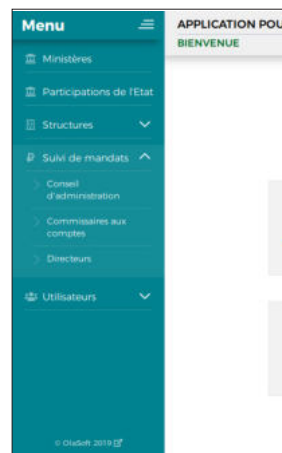 Menu
APPLICATION POU
BIENVENUE
Ministères
Participations de l'Etat
Structures
Suivi de mandats
Conseil
d'administration
Commissaires aux
comptes
Directeurs
Utilisateurs
© OlaSoft 2019